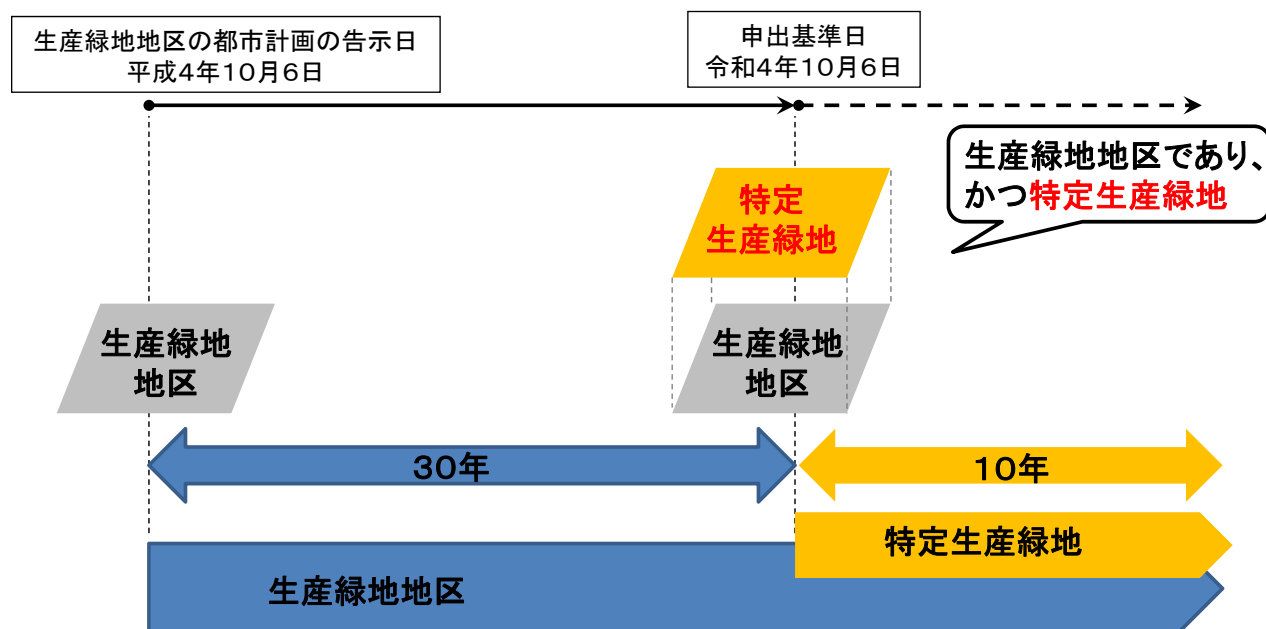 生産緑地地区の都市計画の告示日
平成4年10月6日
申出基準日
令和4年10月6日
生産緑地地区であり、
かつ特定生産緑地
特定
生産緑地
生産緑地
地区
生産緑地
地区
30年
10年
特定生産緑地
生産緑地地区